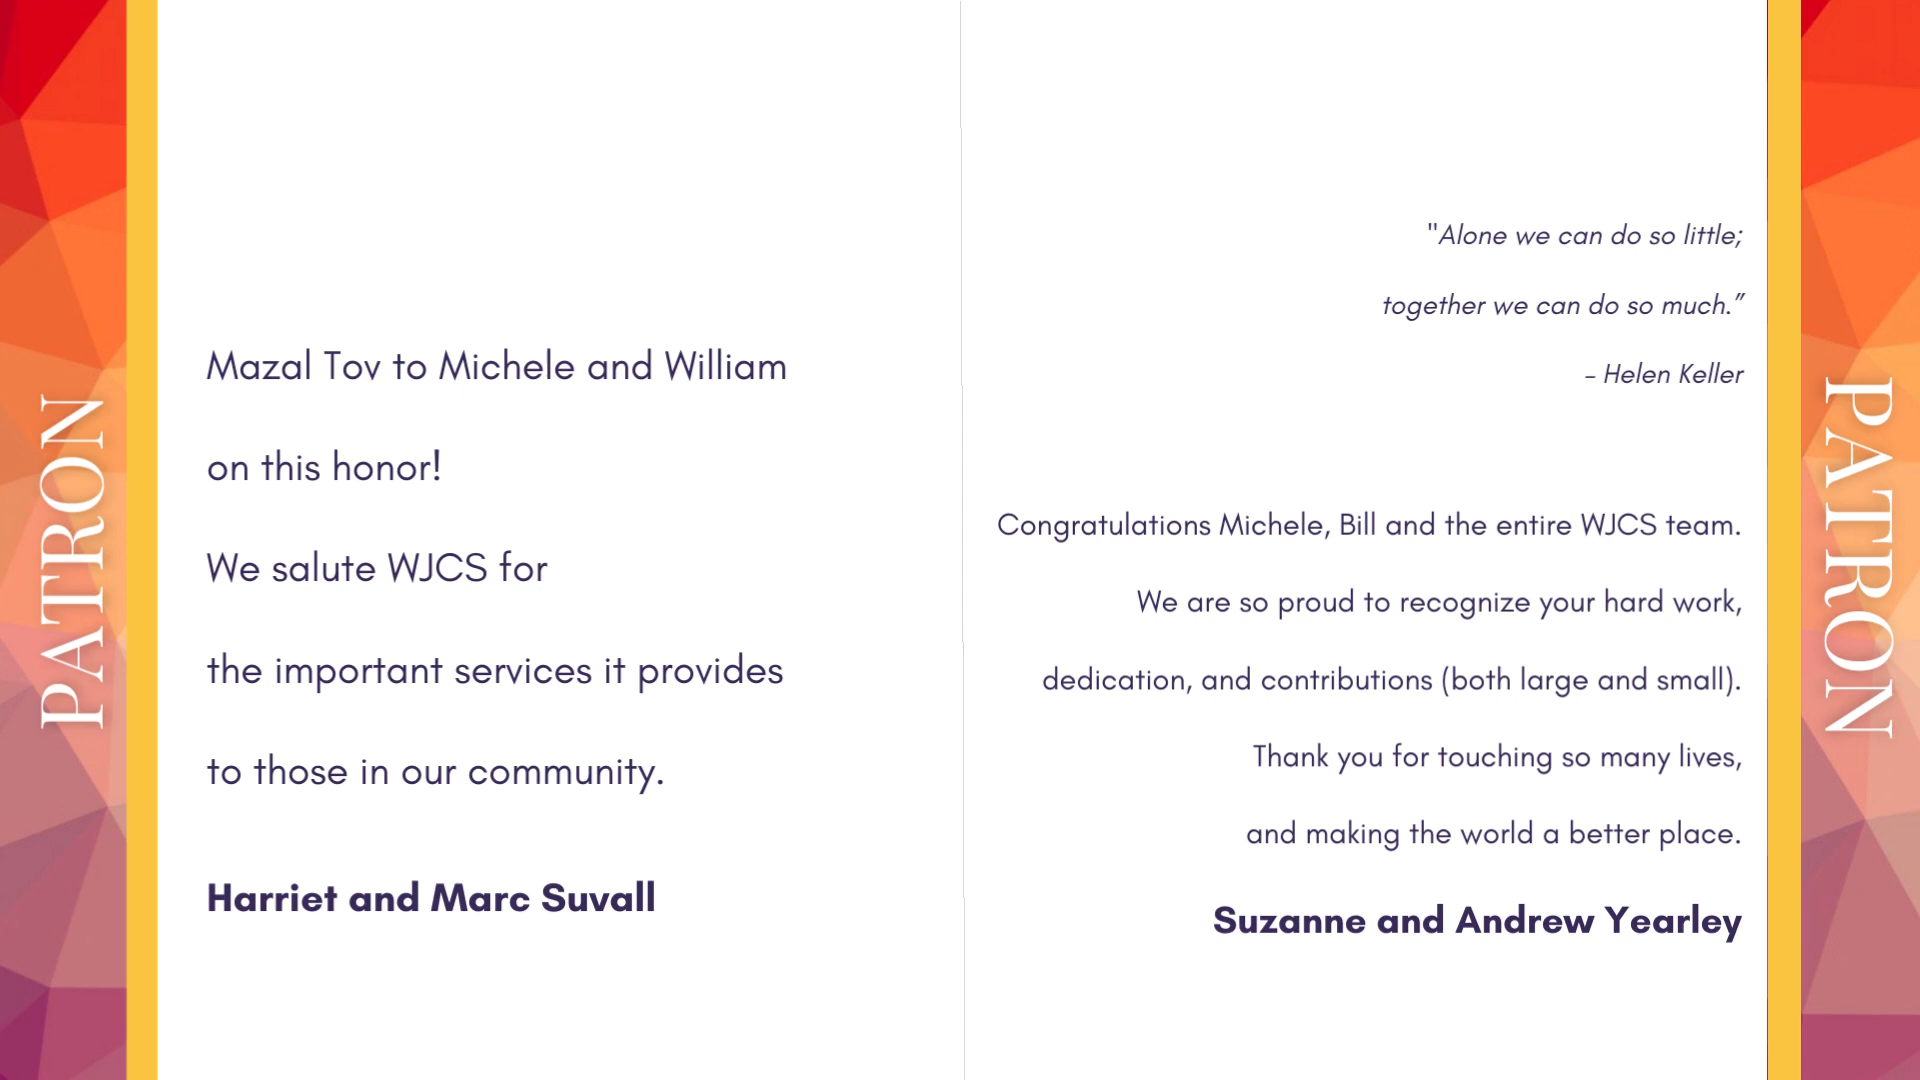 PATRON
Mazal Tov to Michele and William
on this honor!
We salute WJCS for
the important services it provides
to those in our community.
Harriet and Marc Suvall
"Alone we can do so little;
together we can do so much.”
– Helen Keller
Congratulations Michele, Bill and the entire WJCS team.
We are so proud to recognize your hard work,
dedication, and contributions (both large and small).
Thank you for touching so many lives,
and making the world a better place.
Suzanne and Andrew Yearley
PATRON